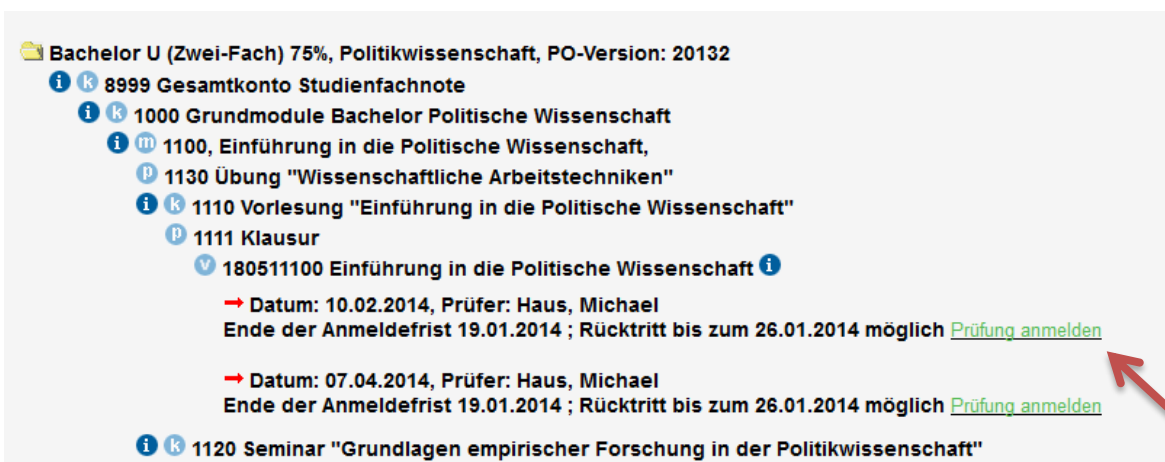 Bachelor U (Zwei-Fach) 75%, Politikwissenschaft, PO-Version: 20132
i k 8999 Gesamtkonto Studienfachnote
i k 1000 Grundmodule Bachelor Politische Wissenschaft
i m 1100, Einführung in die Politische Wissenschaft,
p 1130 Übung "Wissenschaftliche Arbeitstechniken"
i k 1110 Vorlesung "Einführung in die Politische Wissenschaft"
p 1111 Klausur
v 180511100 Einführung in die Politische Wissenschaft i
→ Datum: 10.02.2014, Prüfer: Haus, Michael
Ende der Anmeldefrist 19.01.2014 ; Rücktritt bis zum 26.01.2014 möglich Prüfung anmelden
→ Datum: 07.04.2014, Prüfer: Haus, Michael
Ende der Anmeldefrist 19.01.2014 ; Rücktritt bis zum 26.01.2014 möglich Prüfung anmelden
i k 1120 Seminar "Grundlagen empirischer Forschung in der Politikwissenschaft"